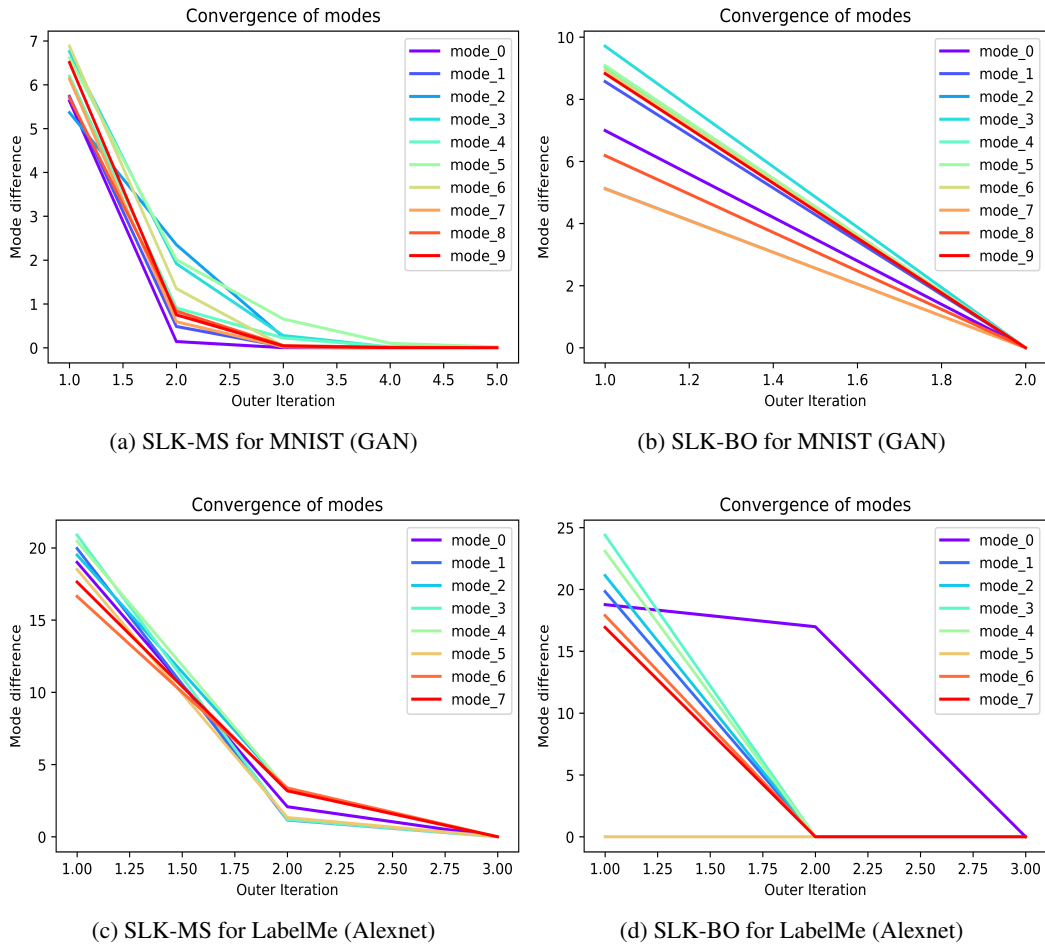 Convergence of modes
Mode difference
7
6
5
4
3
2
1
0
mode_0
mode_1
mode_2
mode_3
mode_4
mode_5
mode_6
mode_7
mode_8
mode_9
1.0 1.5 2.0 2.5 3.0 3.5 4.0 4.5 5.0
Outer Iteration
(a) SLK-MS for MNIST (GAN)
Convergence of modes
Mode difference
10
8
6
4
2
0
mode_0
mode_1
mode_2
mode_3
mode_4
mode_5
mode_6
mode_7
mode_8
mode_9
1.0 1.2 1.4 1.6 1.8 2.0
Outer Iteration
(b) SLK-BO for MNIST (GAN)
Convergence of modes
Mode difference
20
15
10
5
0
mode_0
mode_1
mode_2
mode_3
mode_4
mode_5
mode_6
mode_7
1.00 1.25 1.50 1.75 2.00 2.25 2.50 2.75 3.00
Outer Iteration
(c) SLK-MS for LabelMe (Alexnet)
Convergence of modes
Mode difference
25
20
15
10
5
0
mode_0
mode_1
mode_2
mode_3
mode_4
mode_5
mode_6
mode_7
1.00 1.25 1.50 1.75 2.00 2.25 2.50 2.75 3.00
Outer Iteration
(d) SLK-BO for LabelMe (Alexnet)